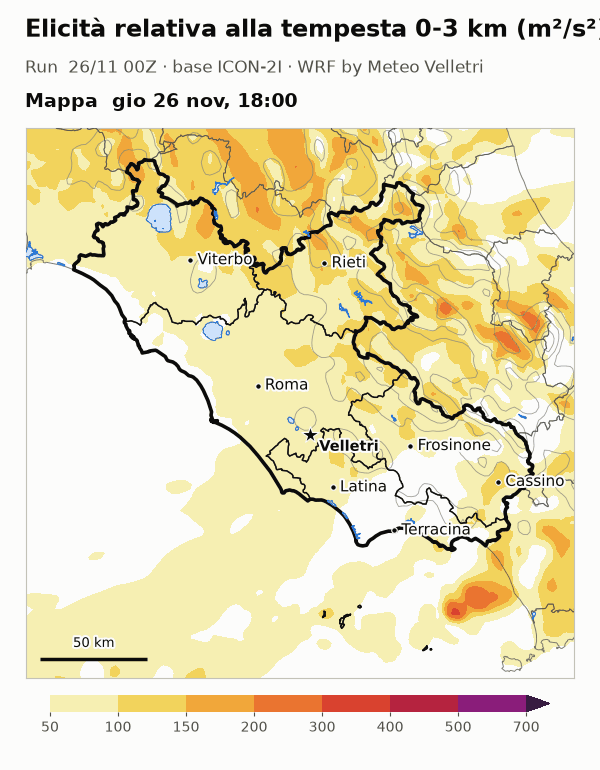 Elicità relativa alla tempesta 0-3 km (m²/s²)
Run  26/11 00Z · base ICON-2I · WRF by Meteo Velletri
Mappa  gio 26 nov, 18:00
Viterbo
Rieti
Roma
Velletri
Frosinone
Cassino
Latina
Terracina
50 km
50 100 150 200 300 400 500 700